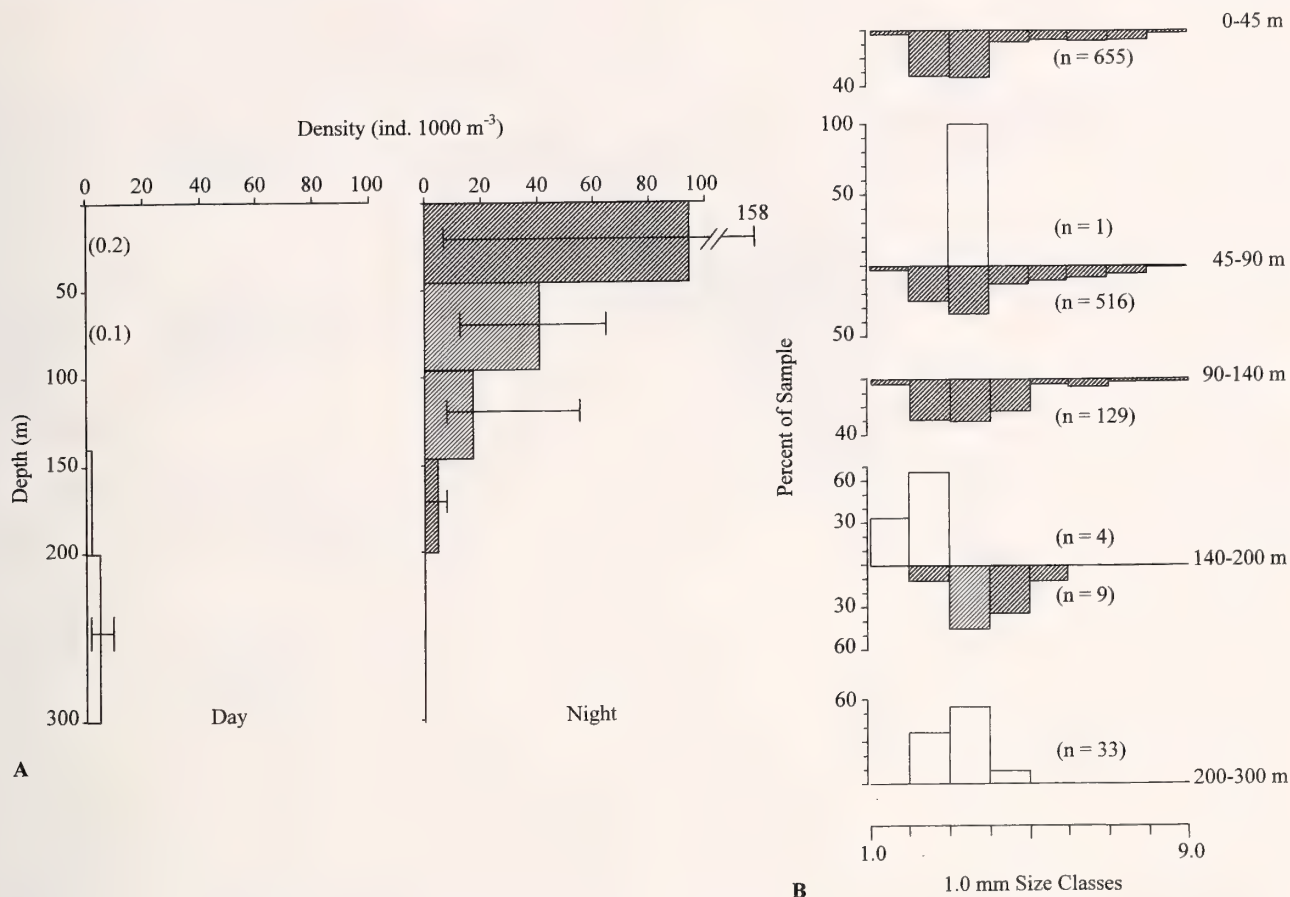 Density (ind. 1000 m⁻³)
0 20 40 60 80 100
0 20 40 60 80 100
158
(0.2)
(0.1)
50
100
150
200
300
Depth (m)
Day
Night
A
0-45 m
40
(n = 655)
100
50
(n = 1)
45-90 m
(n = 516)
50
90-140 m
40
(n = 129)
60
30
(n = 4)
140-200 m
(n = 9)
30
60
60
(n = 33)
200-300 m
Percent of Sample
1.0 9.0
1.0 mm Size Classes
B